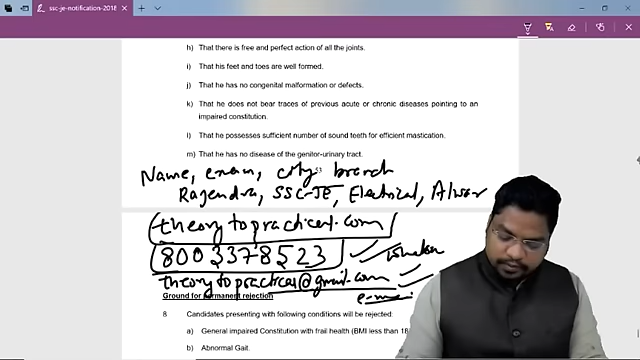 ssc-je-notification-2018
h) That there is free and perfect action of all the joints.
i) That his feet and toes are well formed.
j) That he has no congenital malformation or defects.
k) That he does not bear traces of previous acute or chronic diseases pointing to an
impaired constitution.
l) That he possesses sufficient number of sound teeth for efficient mastication.
m) That he has no disease of the genitor-urinary tract.
Name, exam, city branch
Ragendra, SSC-JE, Electrical, Alwar
theorytopractical.com
8003378523
theorytopractical@gmail.com
Ground for permanent rejection
8 Candidates presenting with following conditions will be rejected:
a) General impaired Constitution with frail health (BMI less than 18
b) Abnormal Gait.